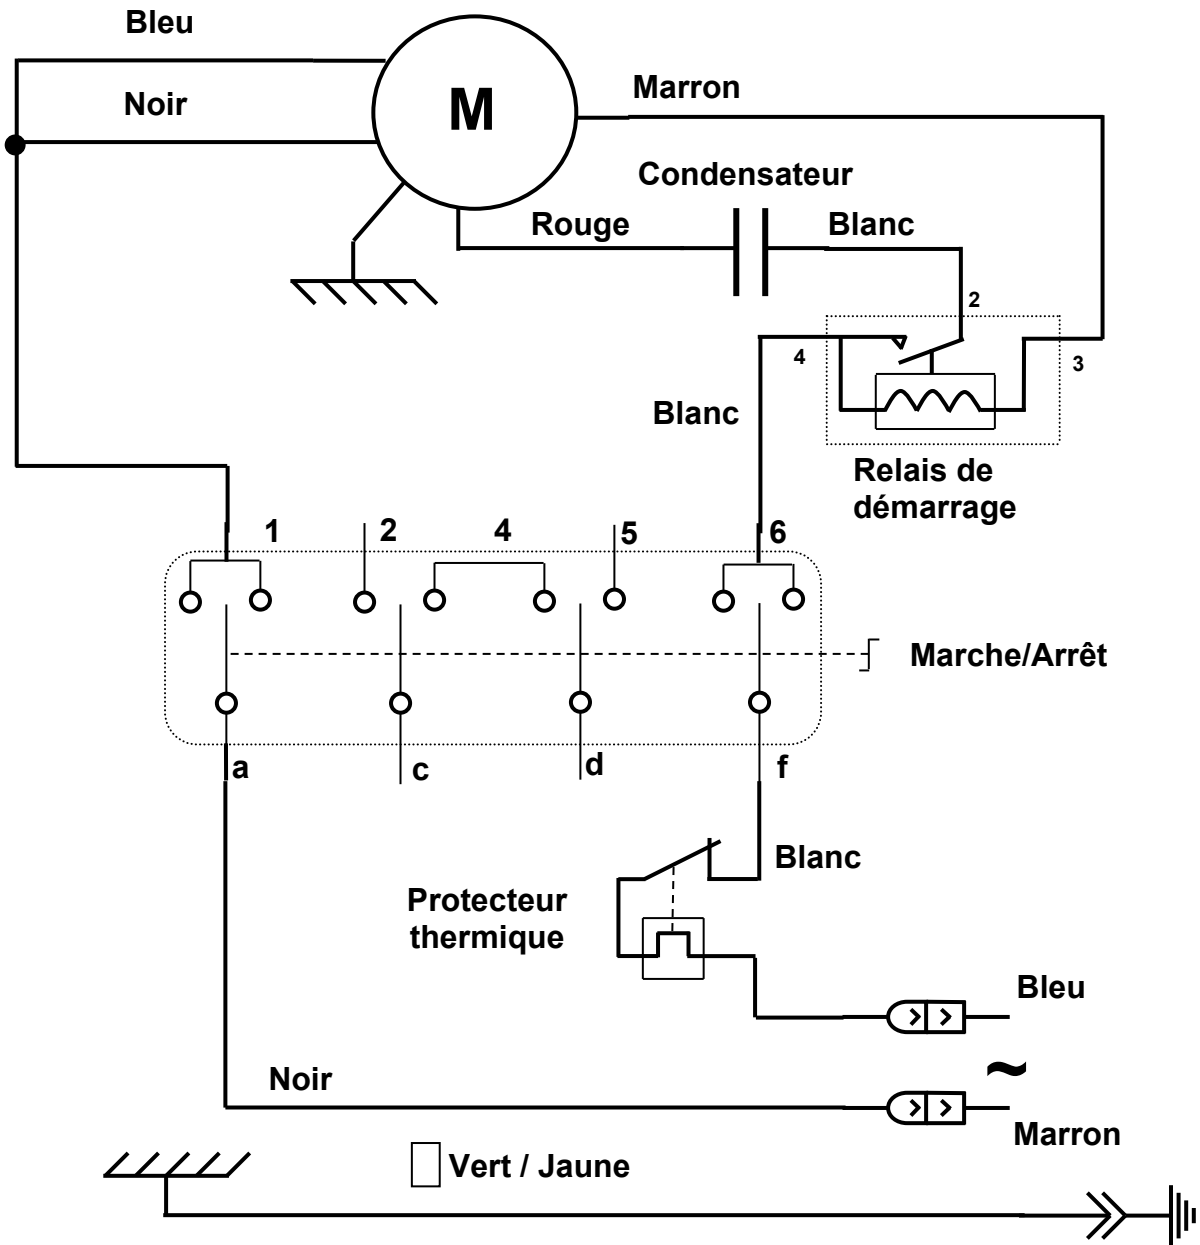 Bleu
Noir
M
Marron
Condensateur
Rouge
Blanc
2
4
3
Blanc
Relais de
démarrage
1
2
4
5
6
Marche/Arrêt
a
c
d
f
Blanc
Protecteur
thermique
Bleu
~
Noir
Marron
Vert / Jaune